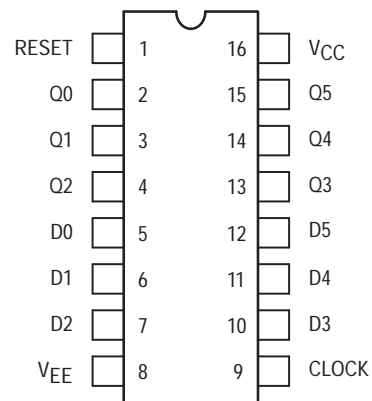 RESET 1 16 VCC
Q0 2 15 Q5
Q1 3 14 Q4
Q2 4 13 Q3
D0 5 12 D5
D1 6 11 D4
D2 7 10 D3
VEE 8 9 CLOCK